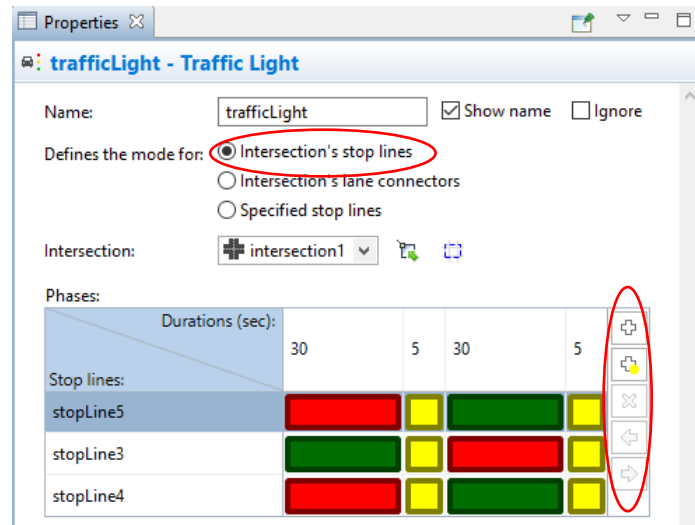 Properties
trafficLight - Traffic Light
Name: trafficLight Show name Ignore
Defines the mode for: Intersection's stop lines
Intersection's lane connectors
Specified stop lines
Intersection: intersection1
Phases:
Durations (sec): 30 5 30 5
Stop lines:
stopLine5
stopLine3
stopLine4